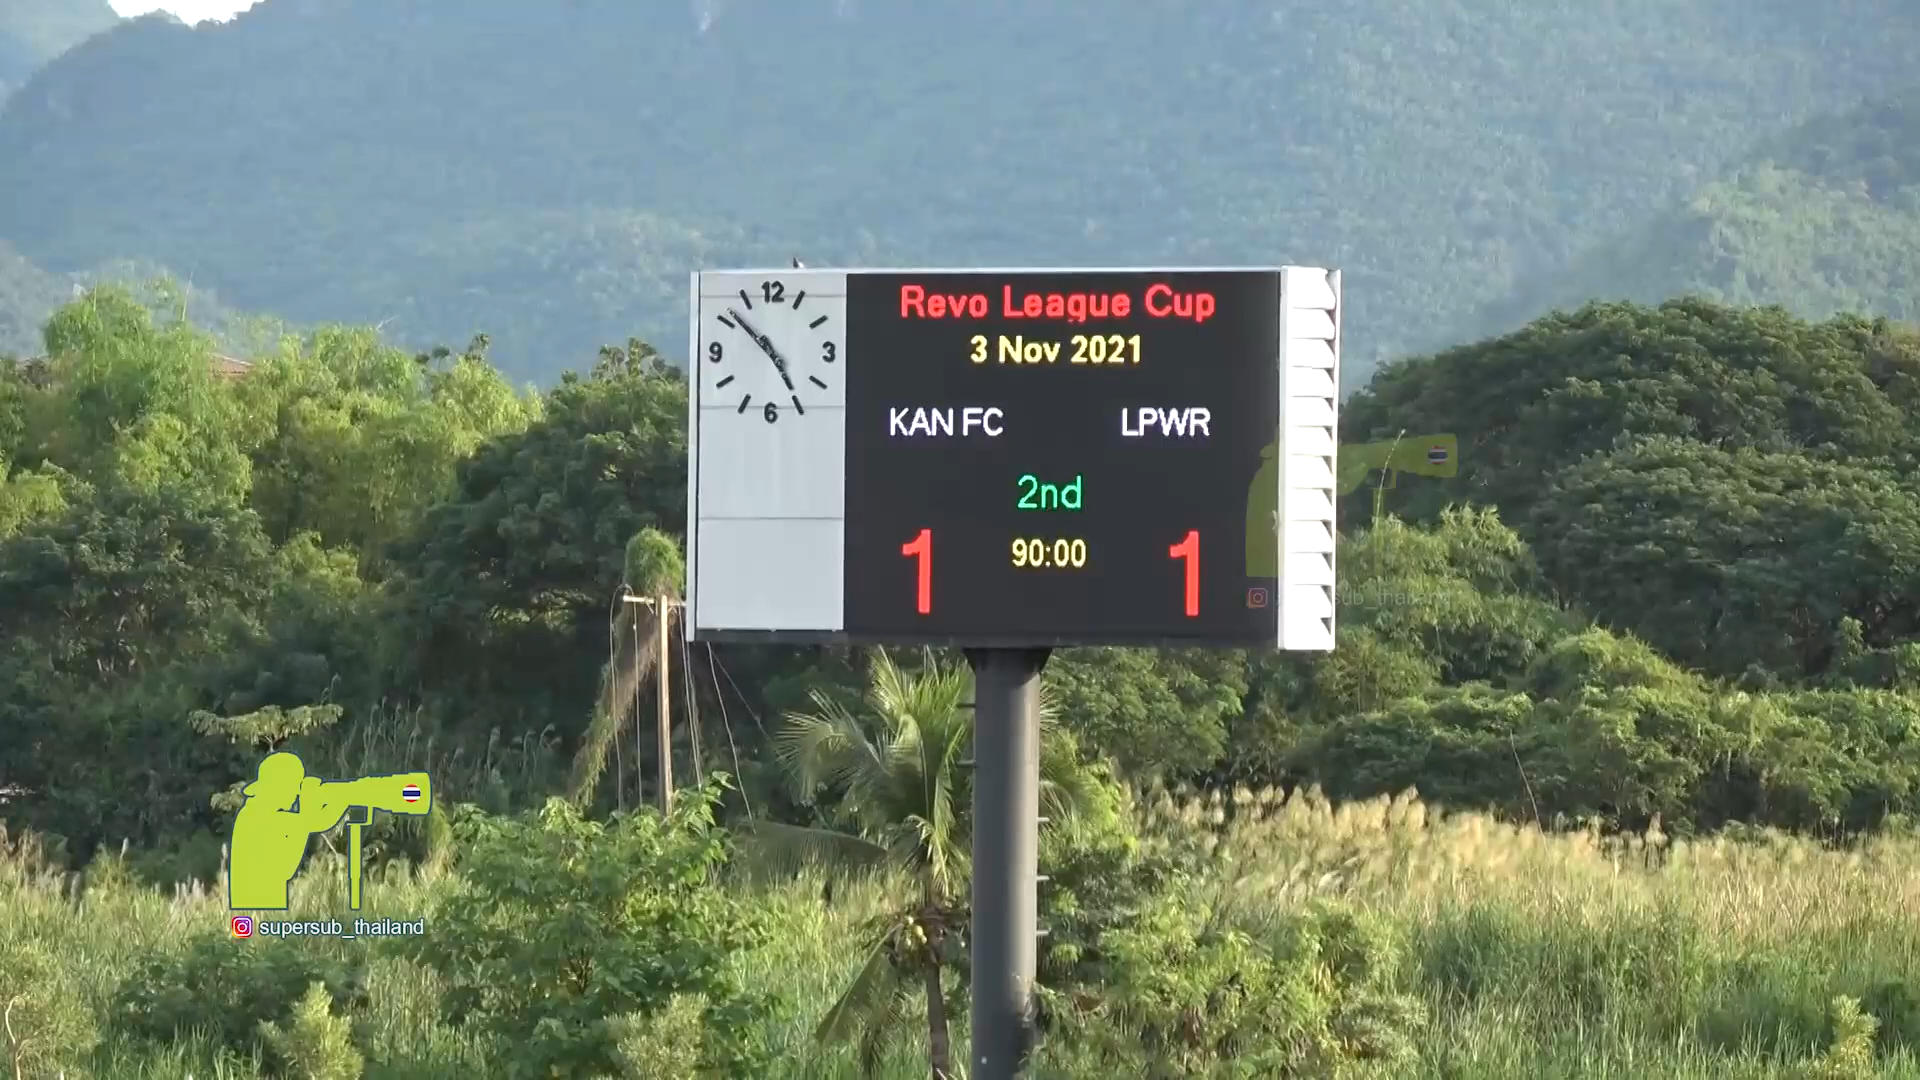 12
9 3
6
Revo League Cup
3 Nov 2021
KAN FC LPWR
2nd
1 90:00 1
supersub_thailand